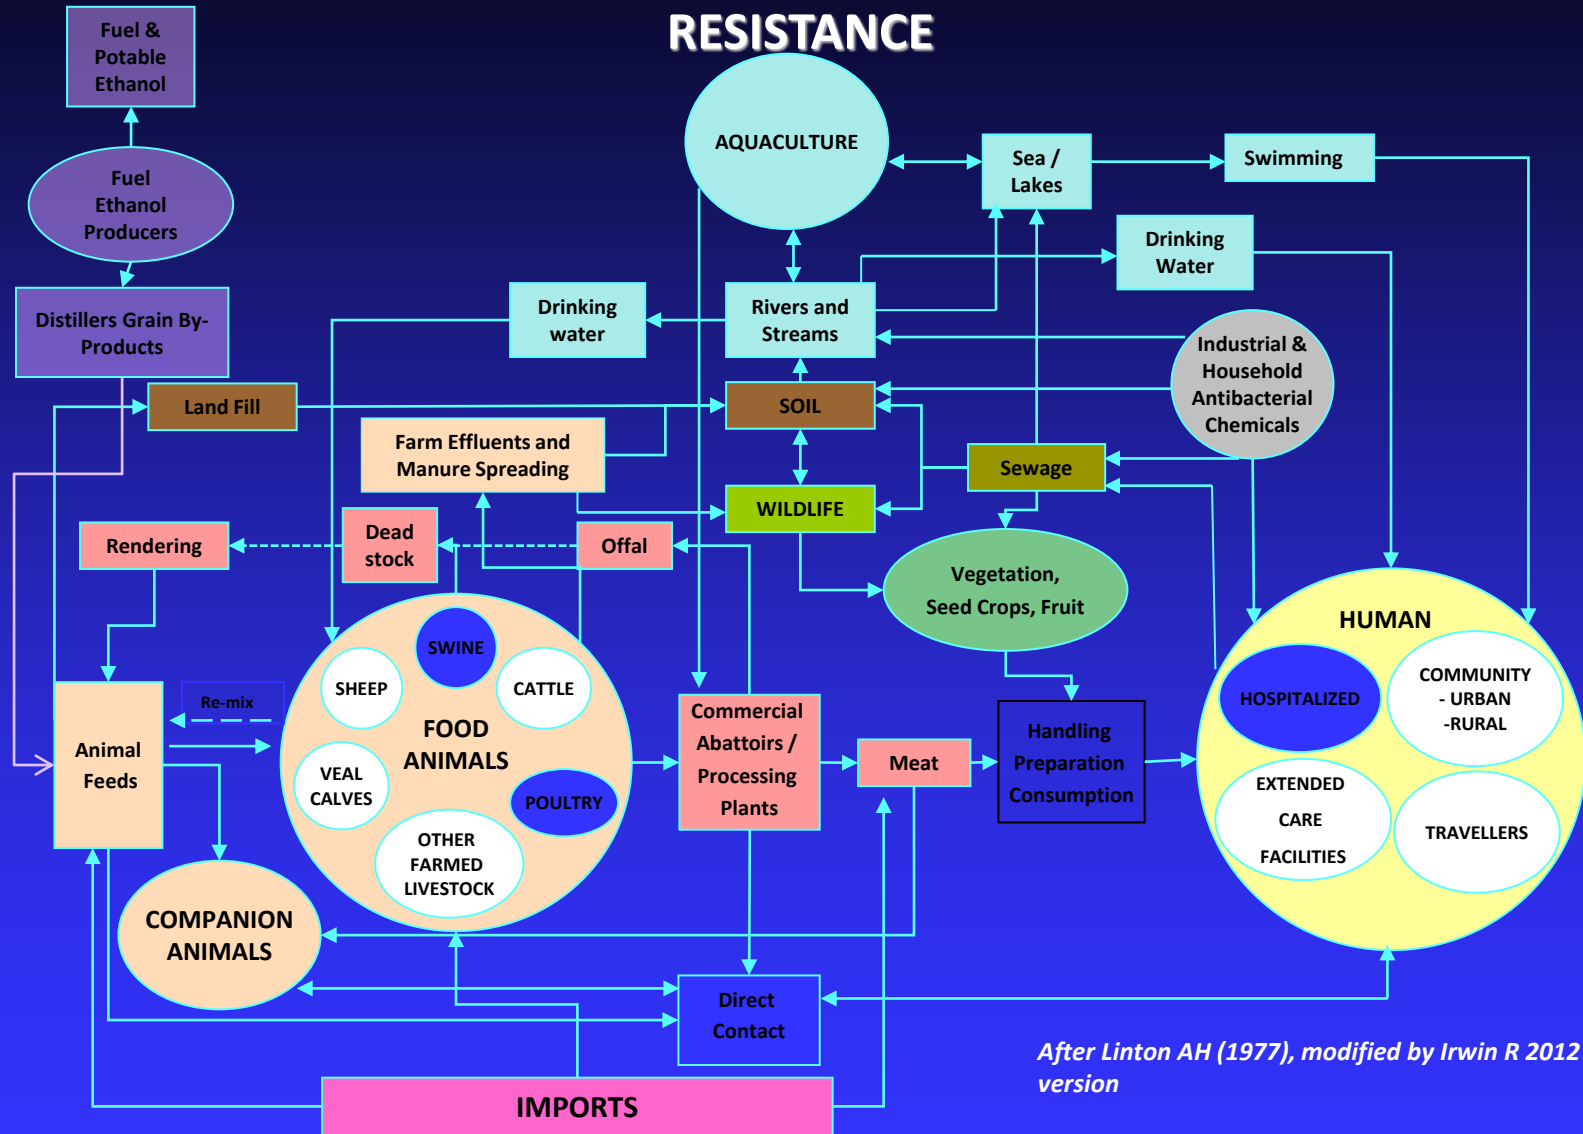 RESISTANCE
Fuel &
Potable
Ethanol
Fuel
Ethanol
Producers
Distillers Grain By-
Products
AQUACULTURE
Sea /
Lakes
Swimming
Drinking
Water
Drinking
water
Rivers and
Streams
Industrial &
Household
Antibacterial
Chemicals
Land Fill
SOIL
Farm Effluents and
Manure Spreading
Sewage
WILDLIFE
Rendering
Dead
stock
Offal
Vegetation,
Seed Crops, Fruit
HUMAN
HOSPITALIZED
COMMUNITY
- URBAN
-RURAL
EXTENDED
CARE
FACILITIES
TRAVELLERS
SWINE
SHEEP
CATTLE
FOOD
ANIMALS
VEAL
CALVES
POULTRY
OTHER
FARMED
LIVESTOCK
Re-mix
Animal
Feeds
Commercial
Abattoirs /
Processing
Plants
Meat
Handling
Preparation
Consumption
COMPANION
ANIMALS
Direct
Contact
IMPORTS
After Linton AH (1977), modified by Irwin R 2012
version